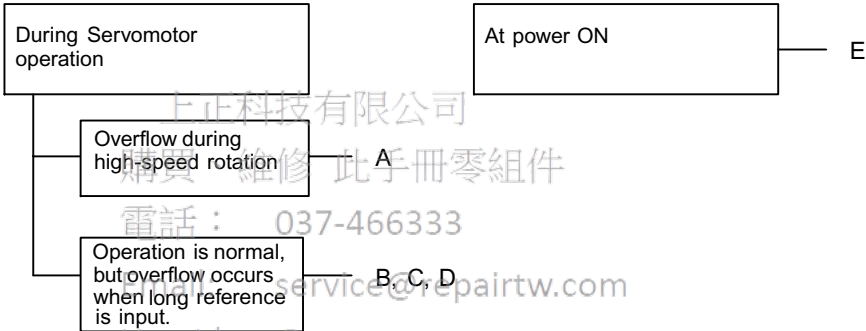 During Servomotor
operation
At power ON
E
上正科技有限公司
Overflow during
high-speed rotation
A
購買、維修 此手冊零組件
電話： 037-466333
Operation is normal,
but overflow occurs
when long reference
is input.
B, C, D
Email: service@repairtw.com